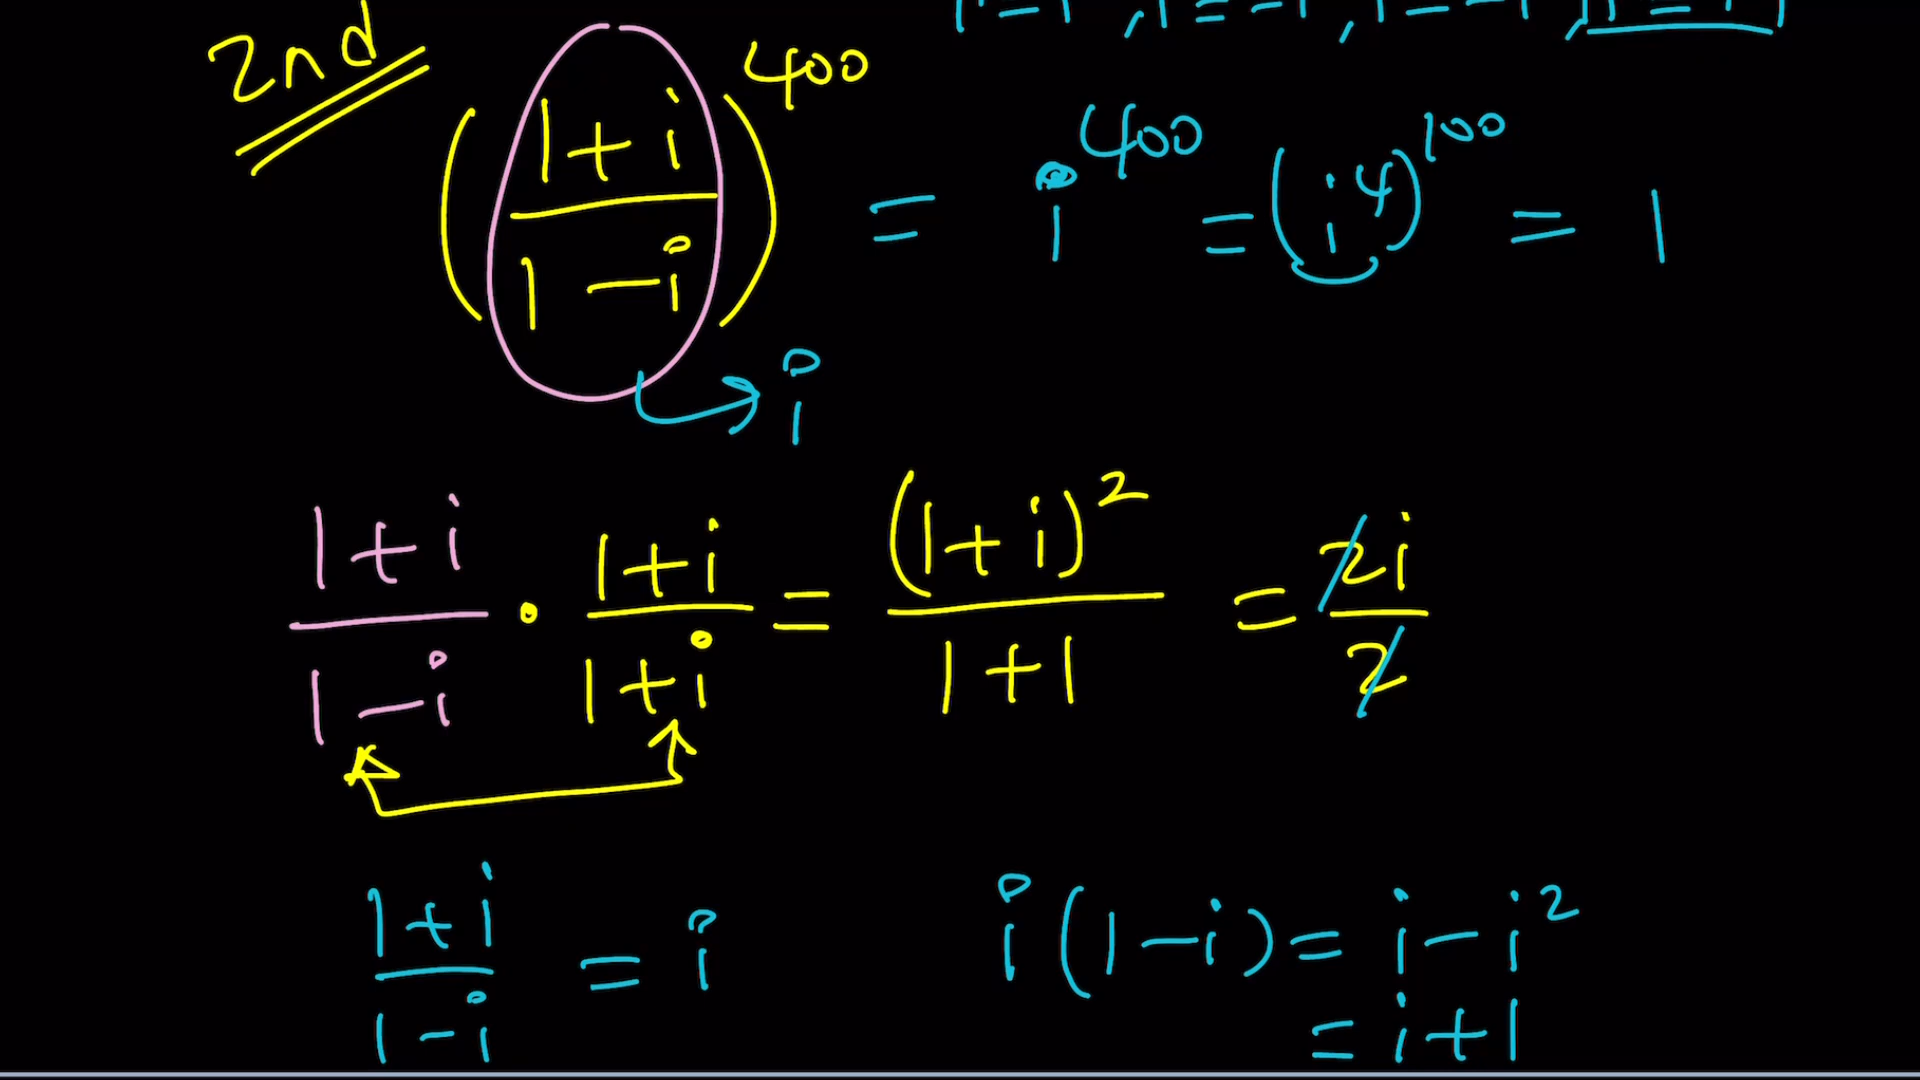 2nd
((1+i)/(1-i))^400 = i^400 = (i^4)^100 = 1
i
(1+i)/(1-i) · (1+i)/(1+i) = (1+i)^2/(1+1) = 2i/2
(1+i)/(1-i) = i
i(1-i) = i-i^2
= i+1